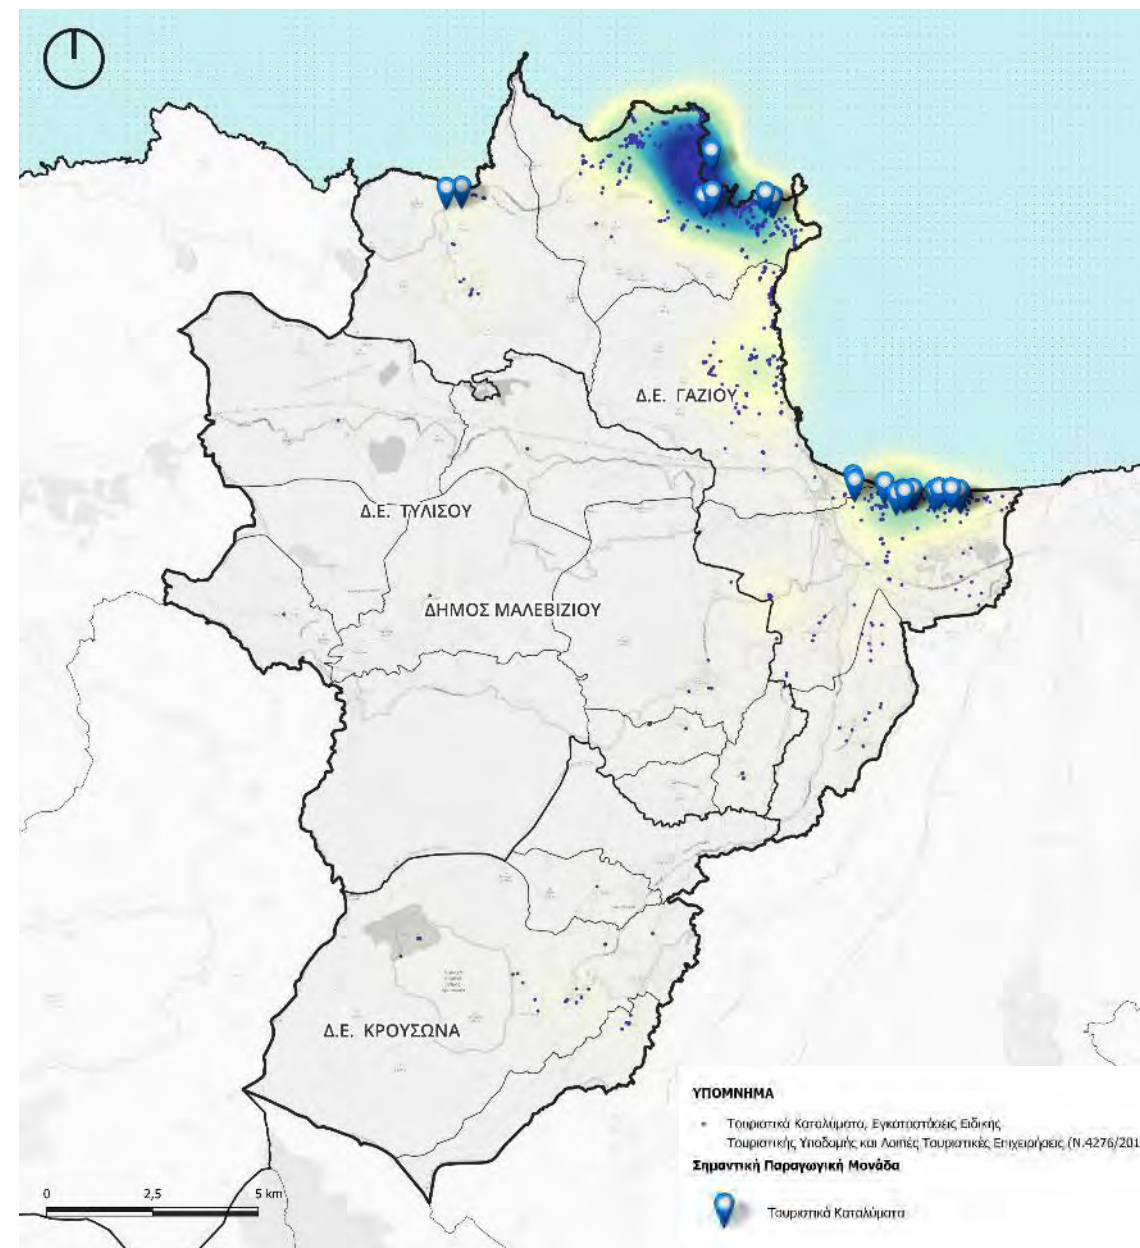 Δ.Ε. ΓΑΖΙΟΥ
Δ.Ε. ΤΥΛΙΣΟΥ
ΔΗΜΟΣ ΜΑΛΕΒΙΖΙΟΥ
Δ.Ε. ΚΡΟΥΣΩΝΑ
ΥΠΟΜΝΗΜΑ
Τουριστικά Καταλύματα, Εγκαταστάσεις Ειδικής
Τουριστικής Υποδομής και Λοιπές Τουριστικές Επιχειρήσεις (Ν.4276/201
Σημαντική Παραγωγική Μονάδα
Τουριστικά Καταλύματα
0 2,5 5 km